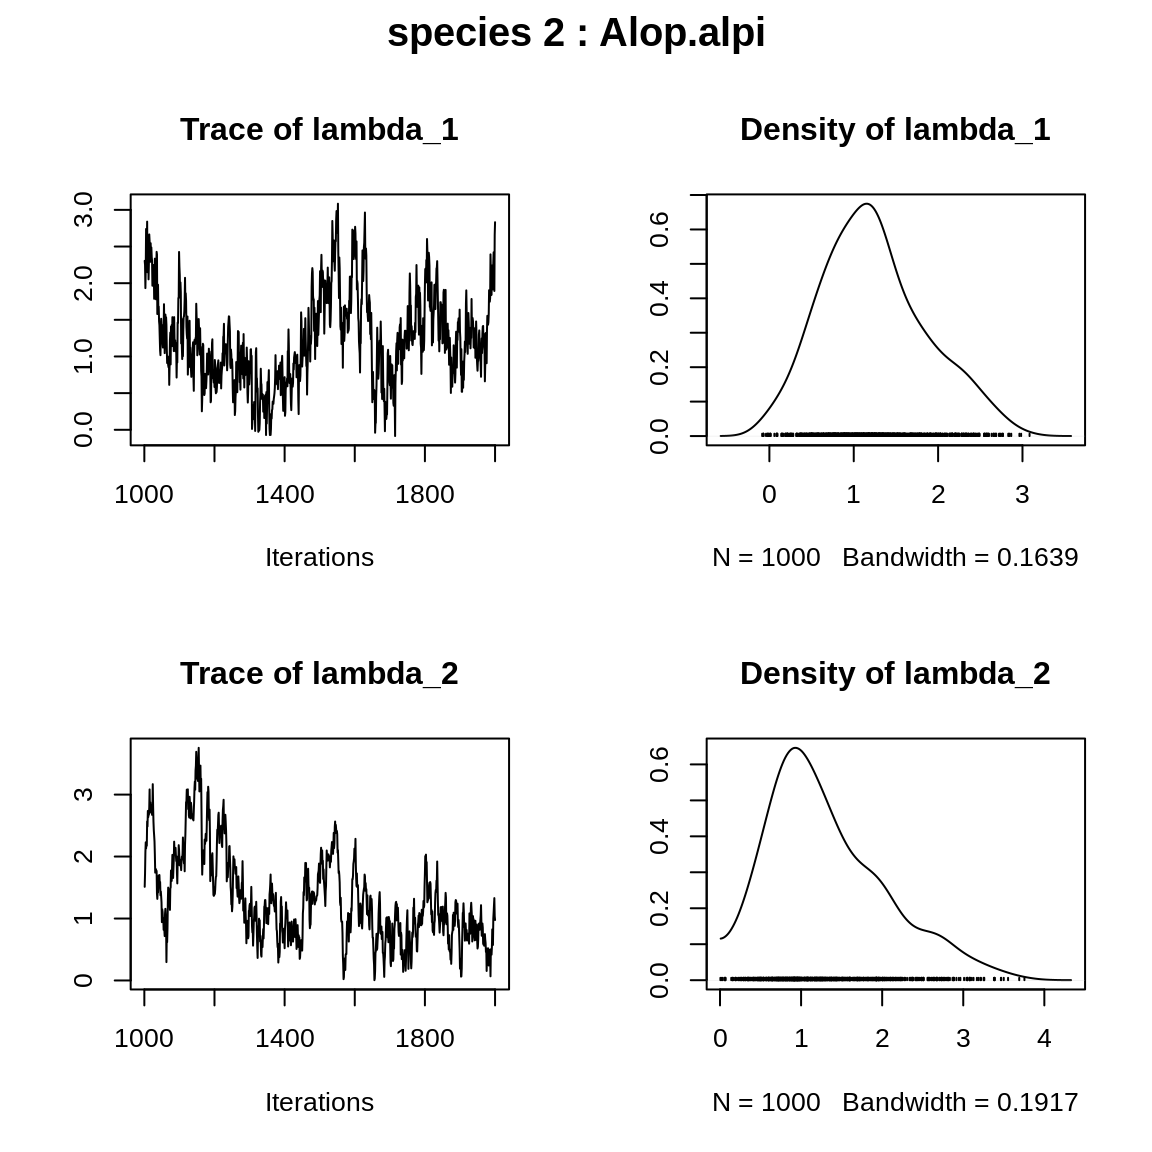 species 2 : Alop.alpi
Trace of lambda_1
Density of lambda_1
0.0 1.0 2.0 3.0
1000 1400 1800
Iterations
0.0 0.2 0.4 0.6
0 1 2 3
N = 1000 Bandwidth = 0.1639
Trace of lambda_2
Density of lambda_2
0 1 2 3
1000 1400 1800
Iterations
0.0 0.2 0.4 0.6
0 1 2 3 4
N = 1000 Bandwidth = 0.1917